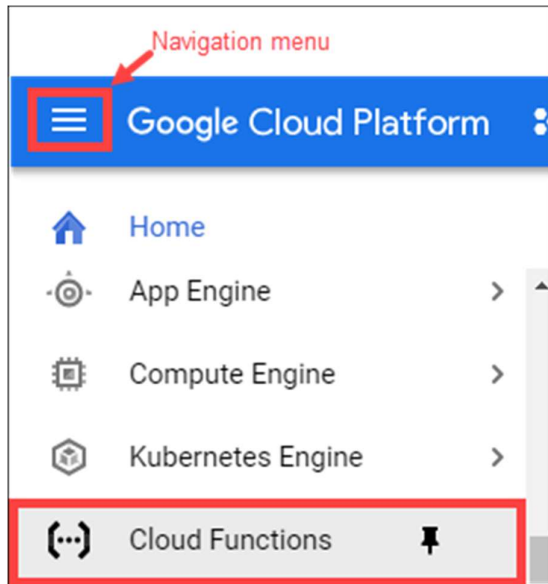 Navigation menu
Google Cloud Platform
Home
App Engine
Compute Engine
Kubernetes Engine
Cloud Functions